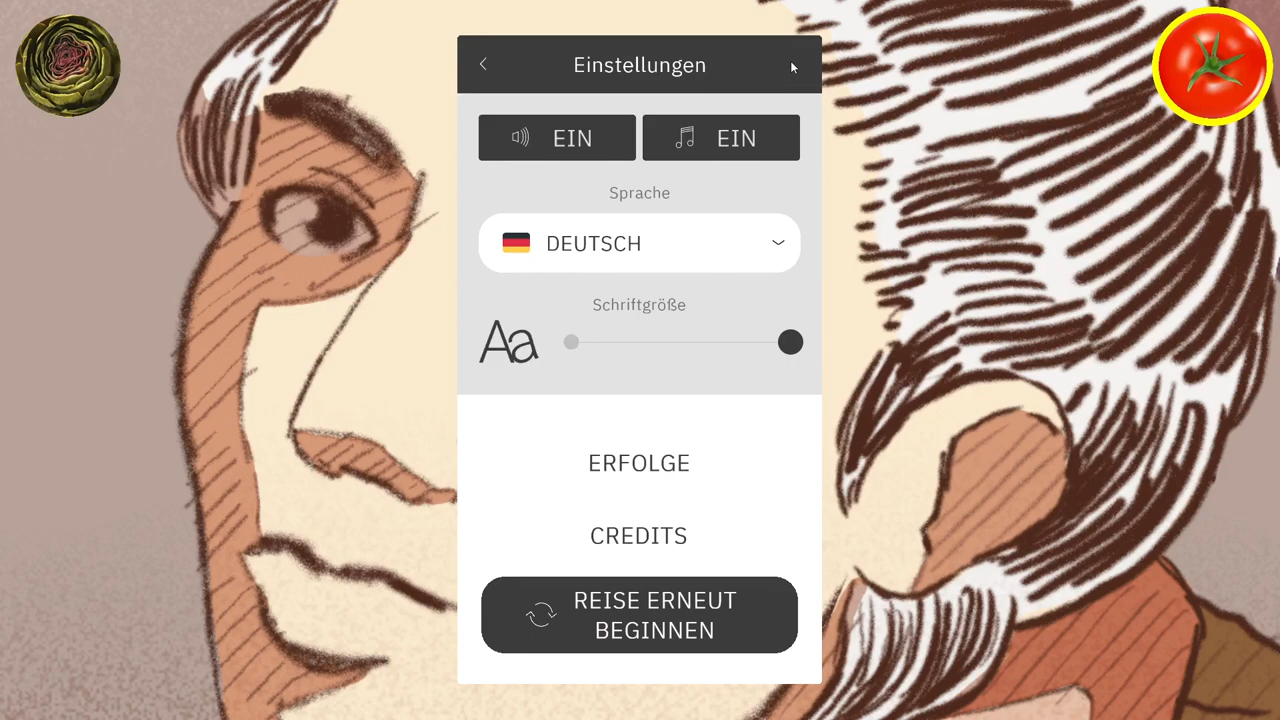 Einstellungen
EIN EIN
Sprache
DEUTSCH
Schriftgröße
Aa
ERFOLGE
CREDITS
REISE ERNEUT
BEGINNEN